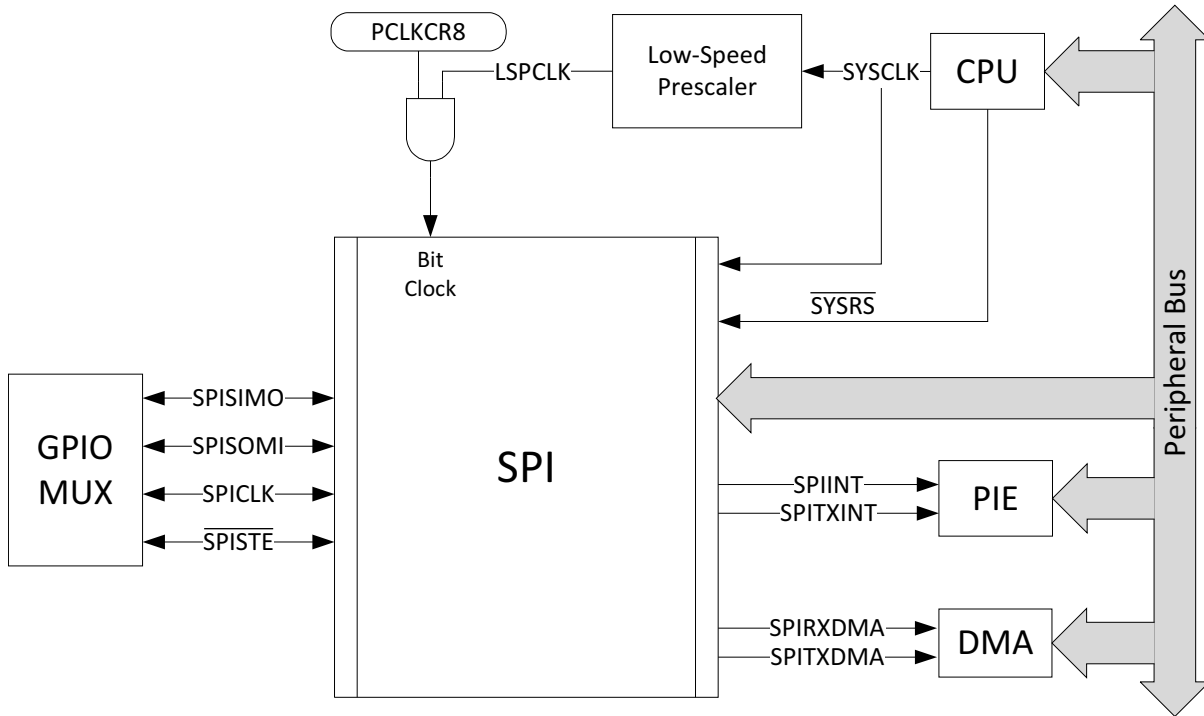 PCLKCR8
LSPCLK
Low-Speed
Prescaler
SYSCLK
CPU
Bit
Clock
SYSRS
Peripheral Bus
GPIO
MUX
SPISIMO
SPISOMI
SPICLK
SPISTE
SPI
SPIINT
SPITXINT
PIE
SPIRXDMA
SPITXDMA
DMA